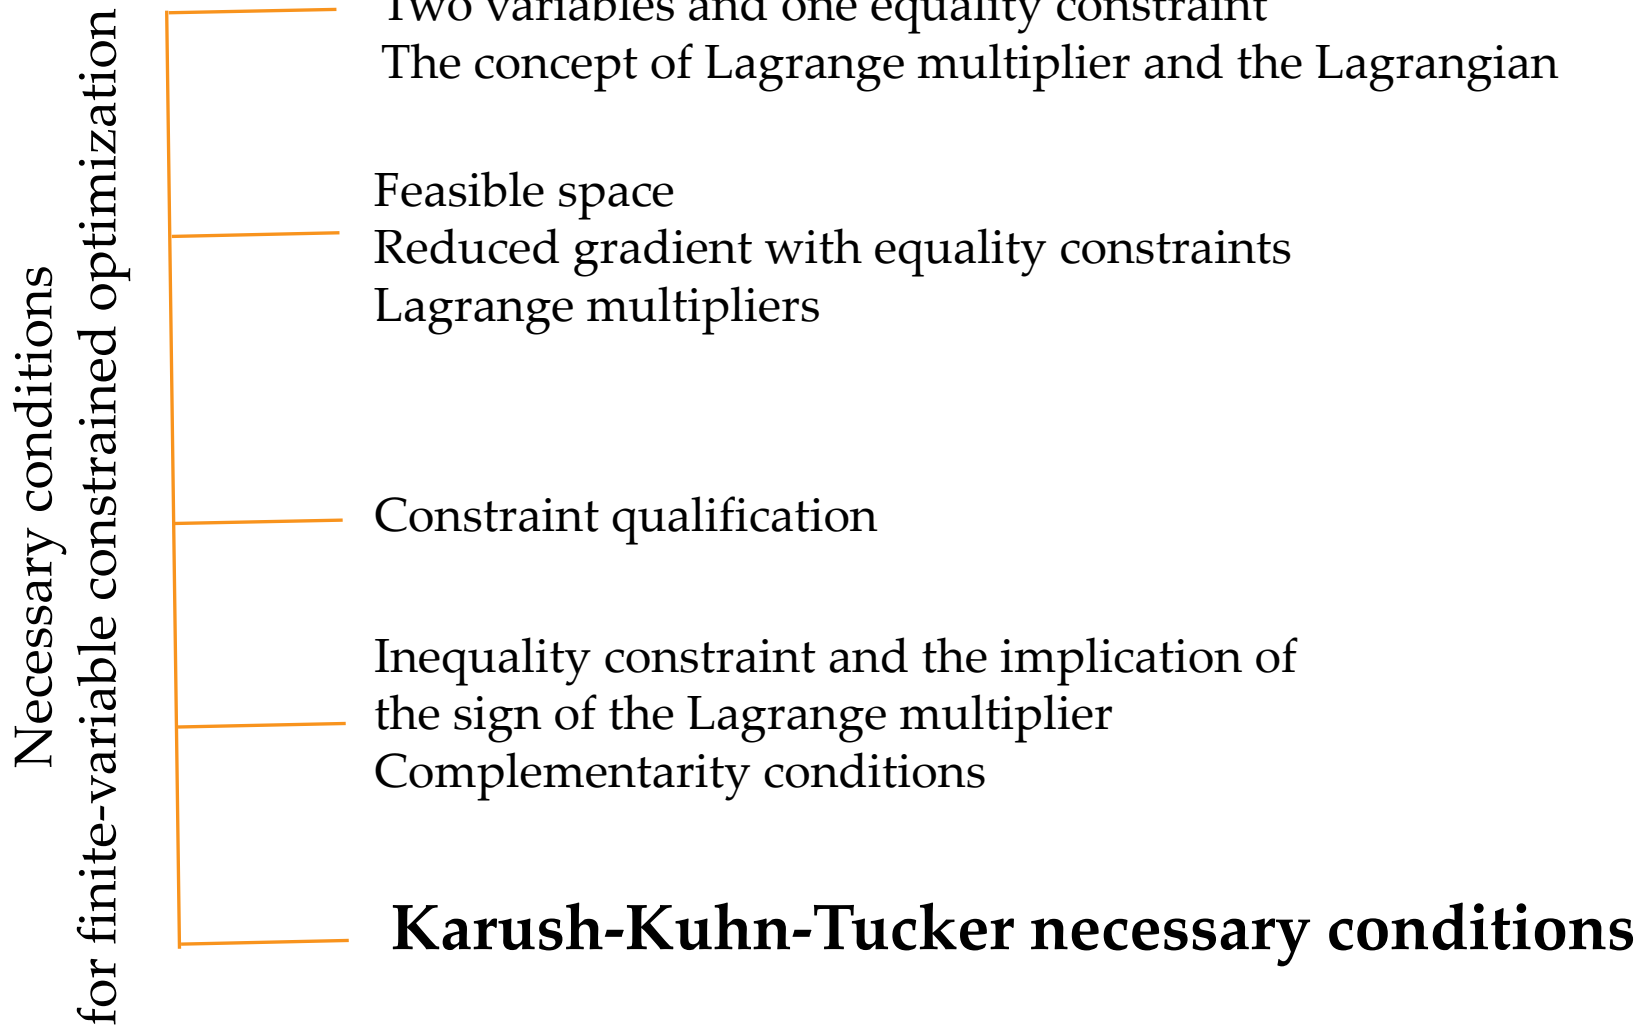 Necessary conditions
for finite-variable constrained optimization
Two variables and one equality constraint
The concept of Lagrange multiplier and the Lagrangian
Feasible space
Reduced gradient with equality constraints
Lagrange multipliers
Constraint qualification
Inequality constraint and the implication of
the sign of the Lagrange multiplier
Complementarity conditions
Karush-Kuhn-Tucker necessary conditions